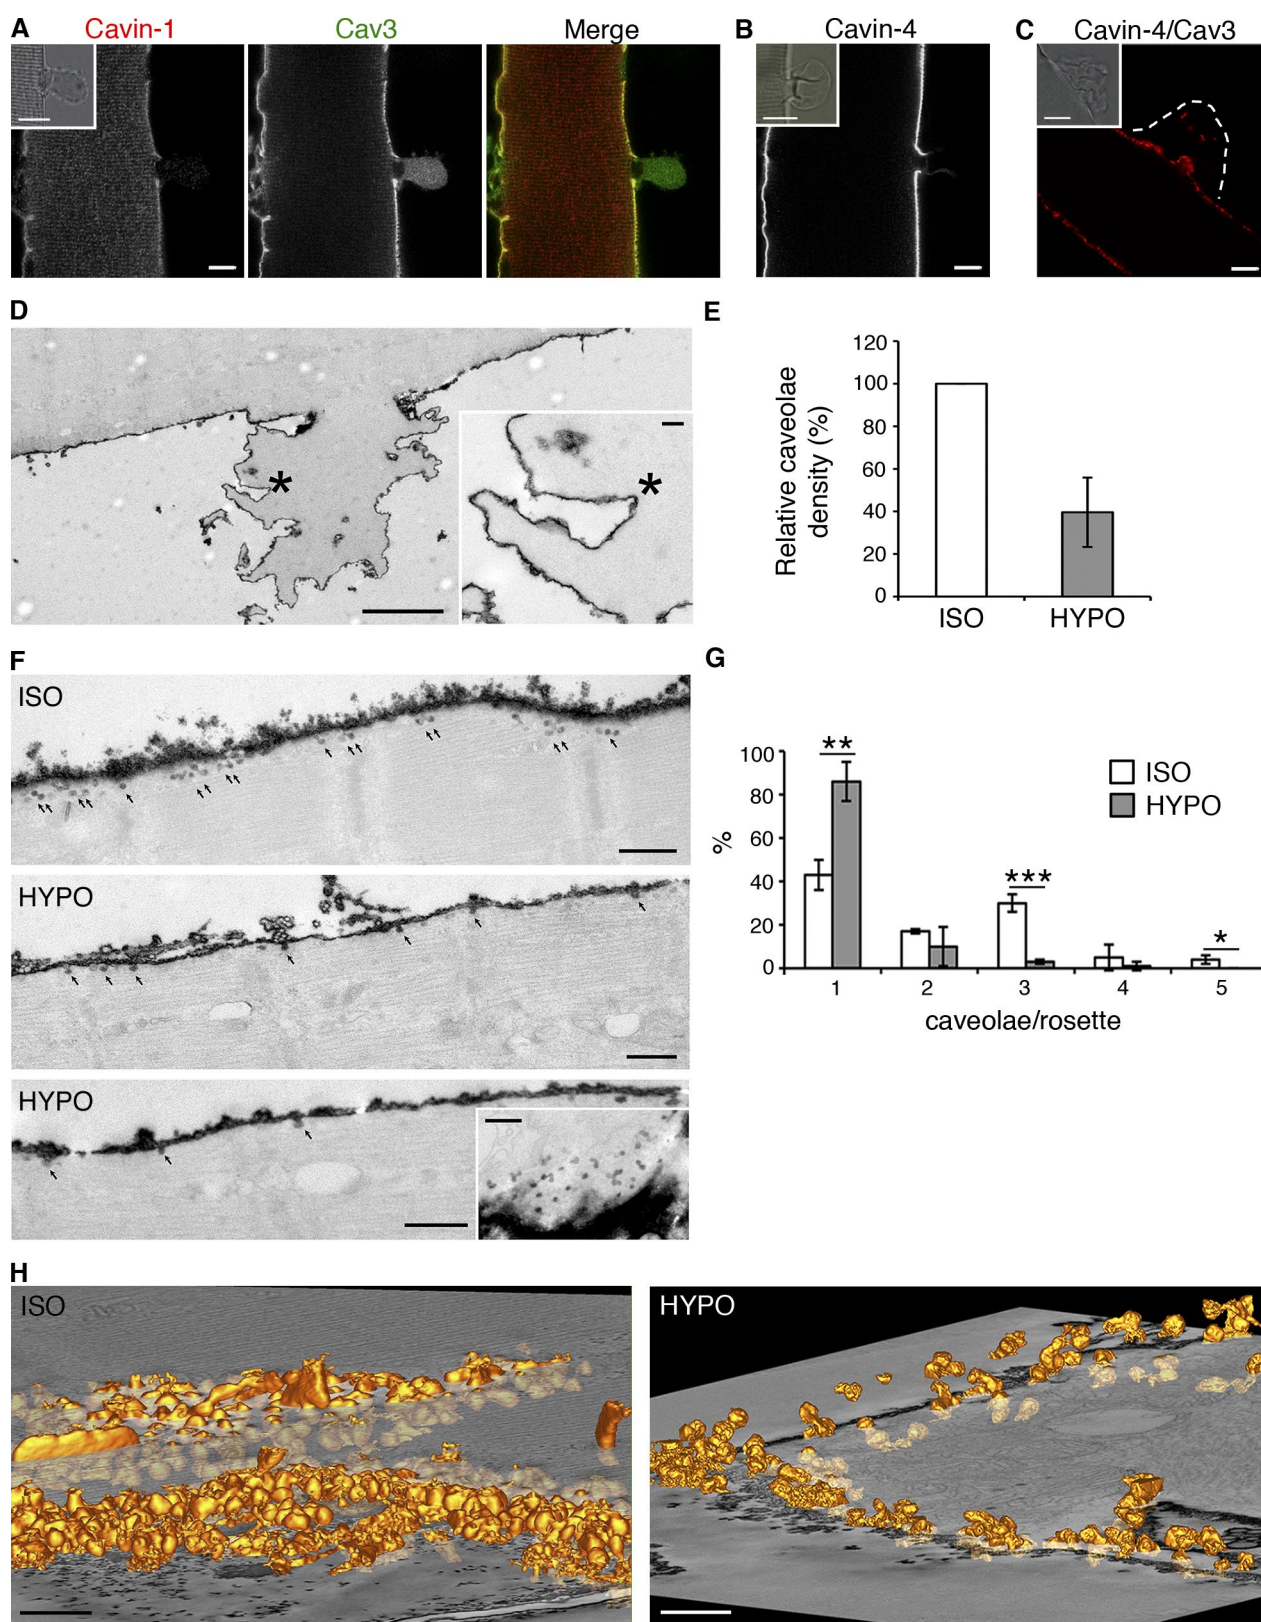 A
Cavin-1
Cav3
Merge
B
Cavin-4
C
Cavin-4/Cav3
D
*
*
E
Relative caveolae
density (%)
120
100
80
60
40
20
0
ISO
HYPO
F
ISO
HYPO
HYPO
G
%
100
80
60
40
20
0
**
***
*
ISO
HYPO
1
2
3
4
5
caveolae/rosette
H
ISO
HYPO